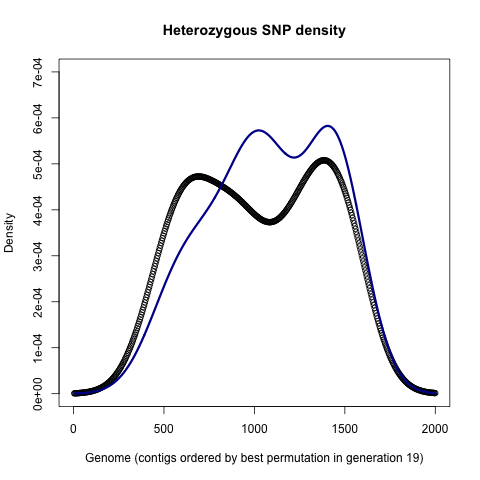 Heterozygous SNP density
7e-04
6e-04
5e-04
4e-04
3e-04
2e-04
1e-04
0e+00
Density
0 500 1000 1500 2000
Genome (contigs ordered by best permutation in generation 19)